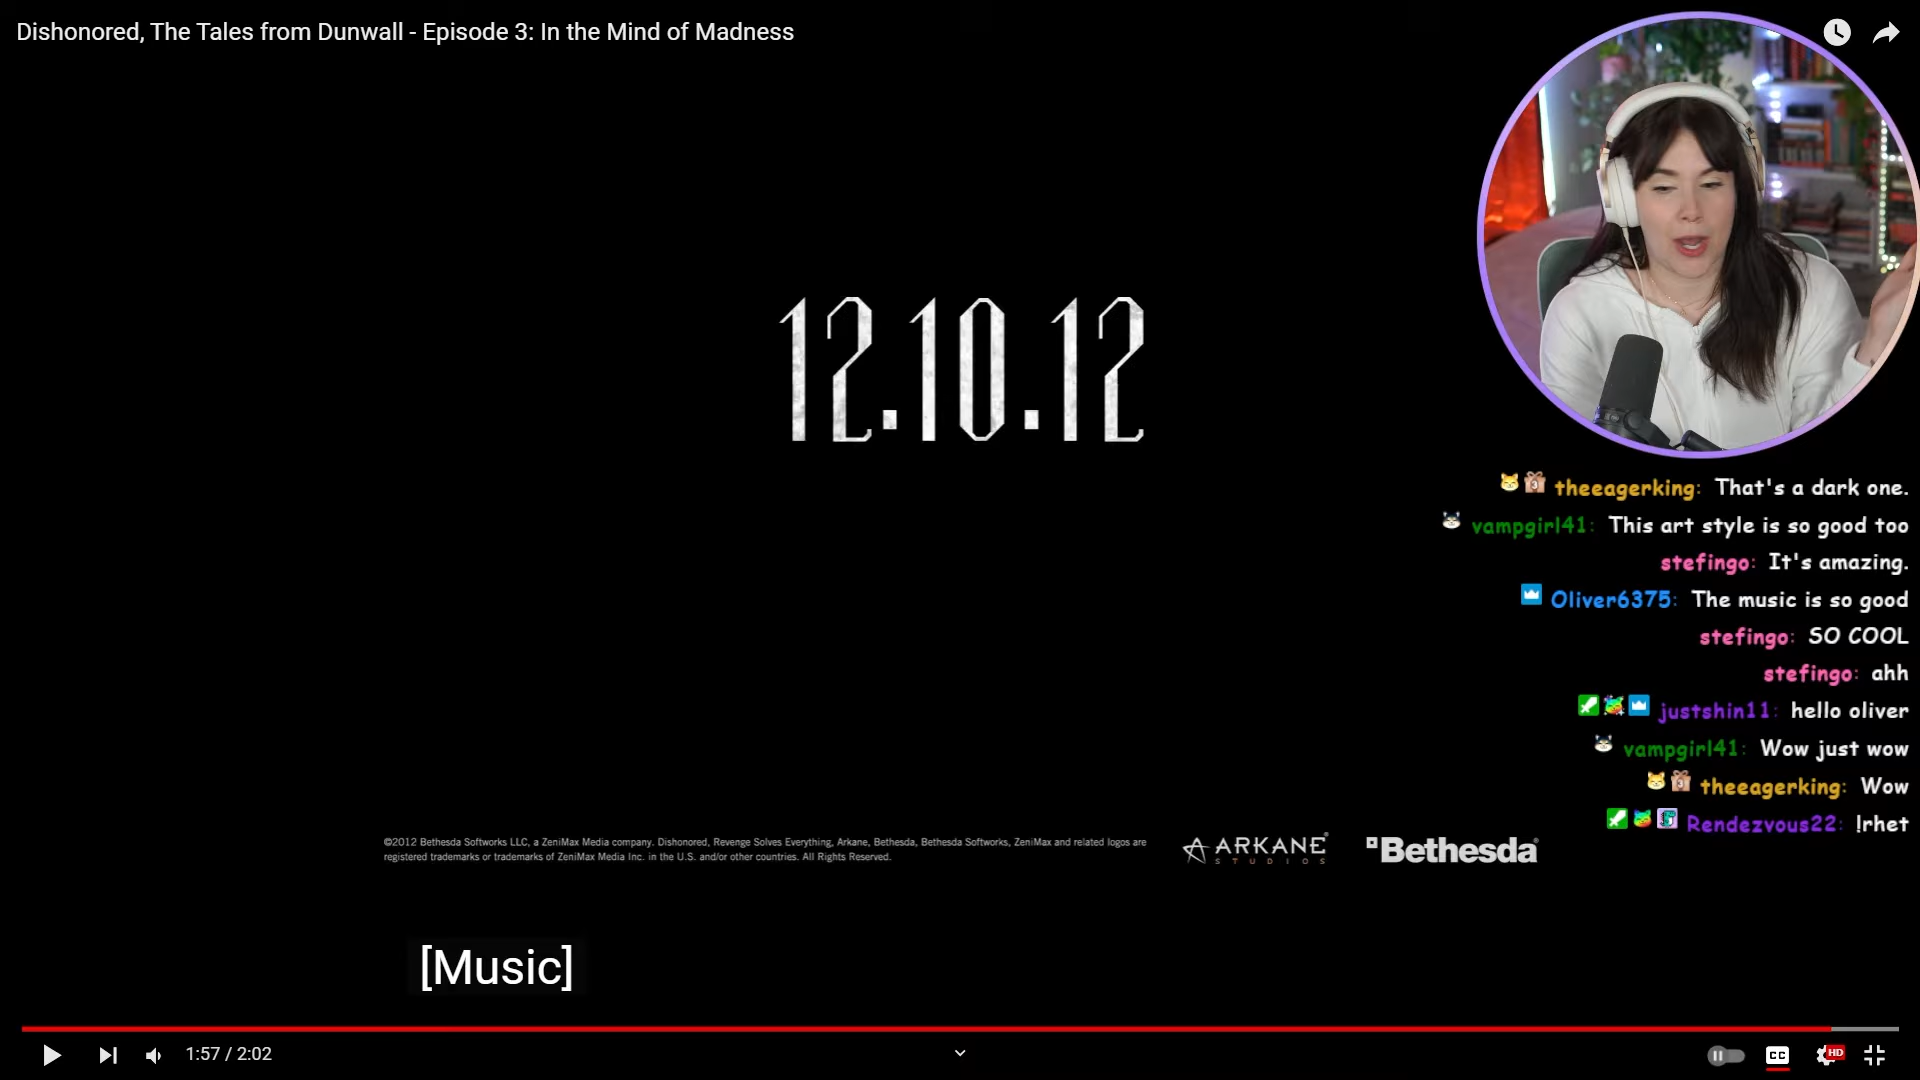 Dishonored, The Tales from Dunwall - Episode 3: In the Mind of Madness
12.10.12
theeagerking: That's a dark one.
vampgirl41: This art style is so good too
stefingo: It's amazing.
Oliver6375: The music is so good
stefingo: SO COOL
stefingo: ahh
justshin11: hello oliver
vampgirl41: Wow just wow
theeagerking: Wow
Rendezvous22: !rhet
©2012 Bethesda Softworks LLC, a ZeniMax Media company. Dishonored, Revenge Solves Everything, Arkane, Bethesda, Bethesda Softworks, ZeniMax and related logos are
registered trademarks or trademarks of ZeniMax Media Inc. in the U.S. and/or other countries. All Rights Reserved.
ARKANE
STUDIOS
Bethesda
[Music]
1:57 / 2:02
CC
HD